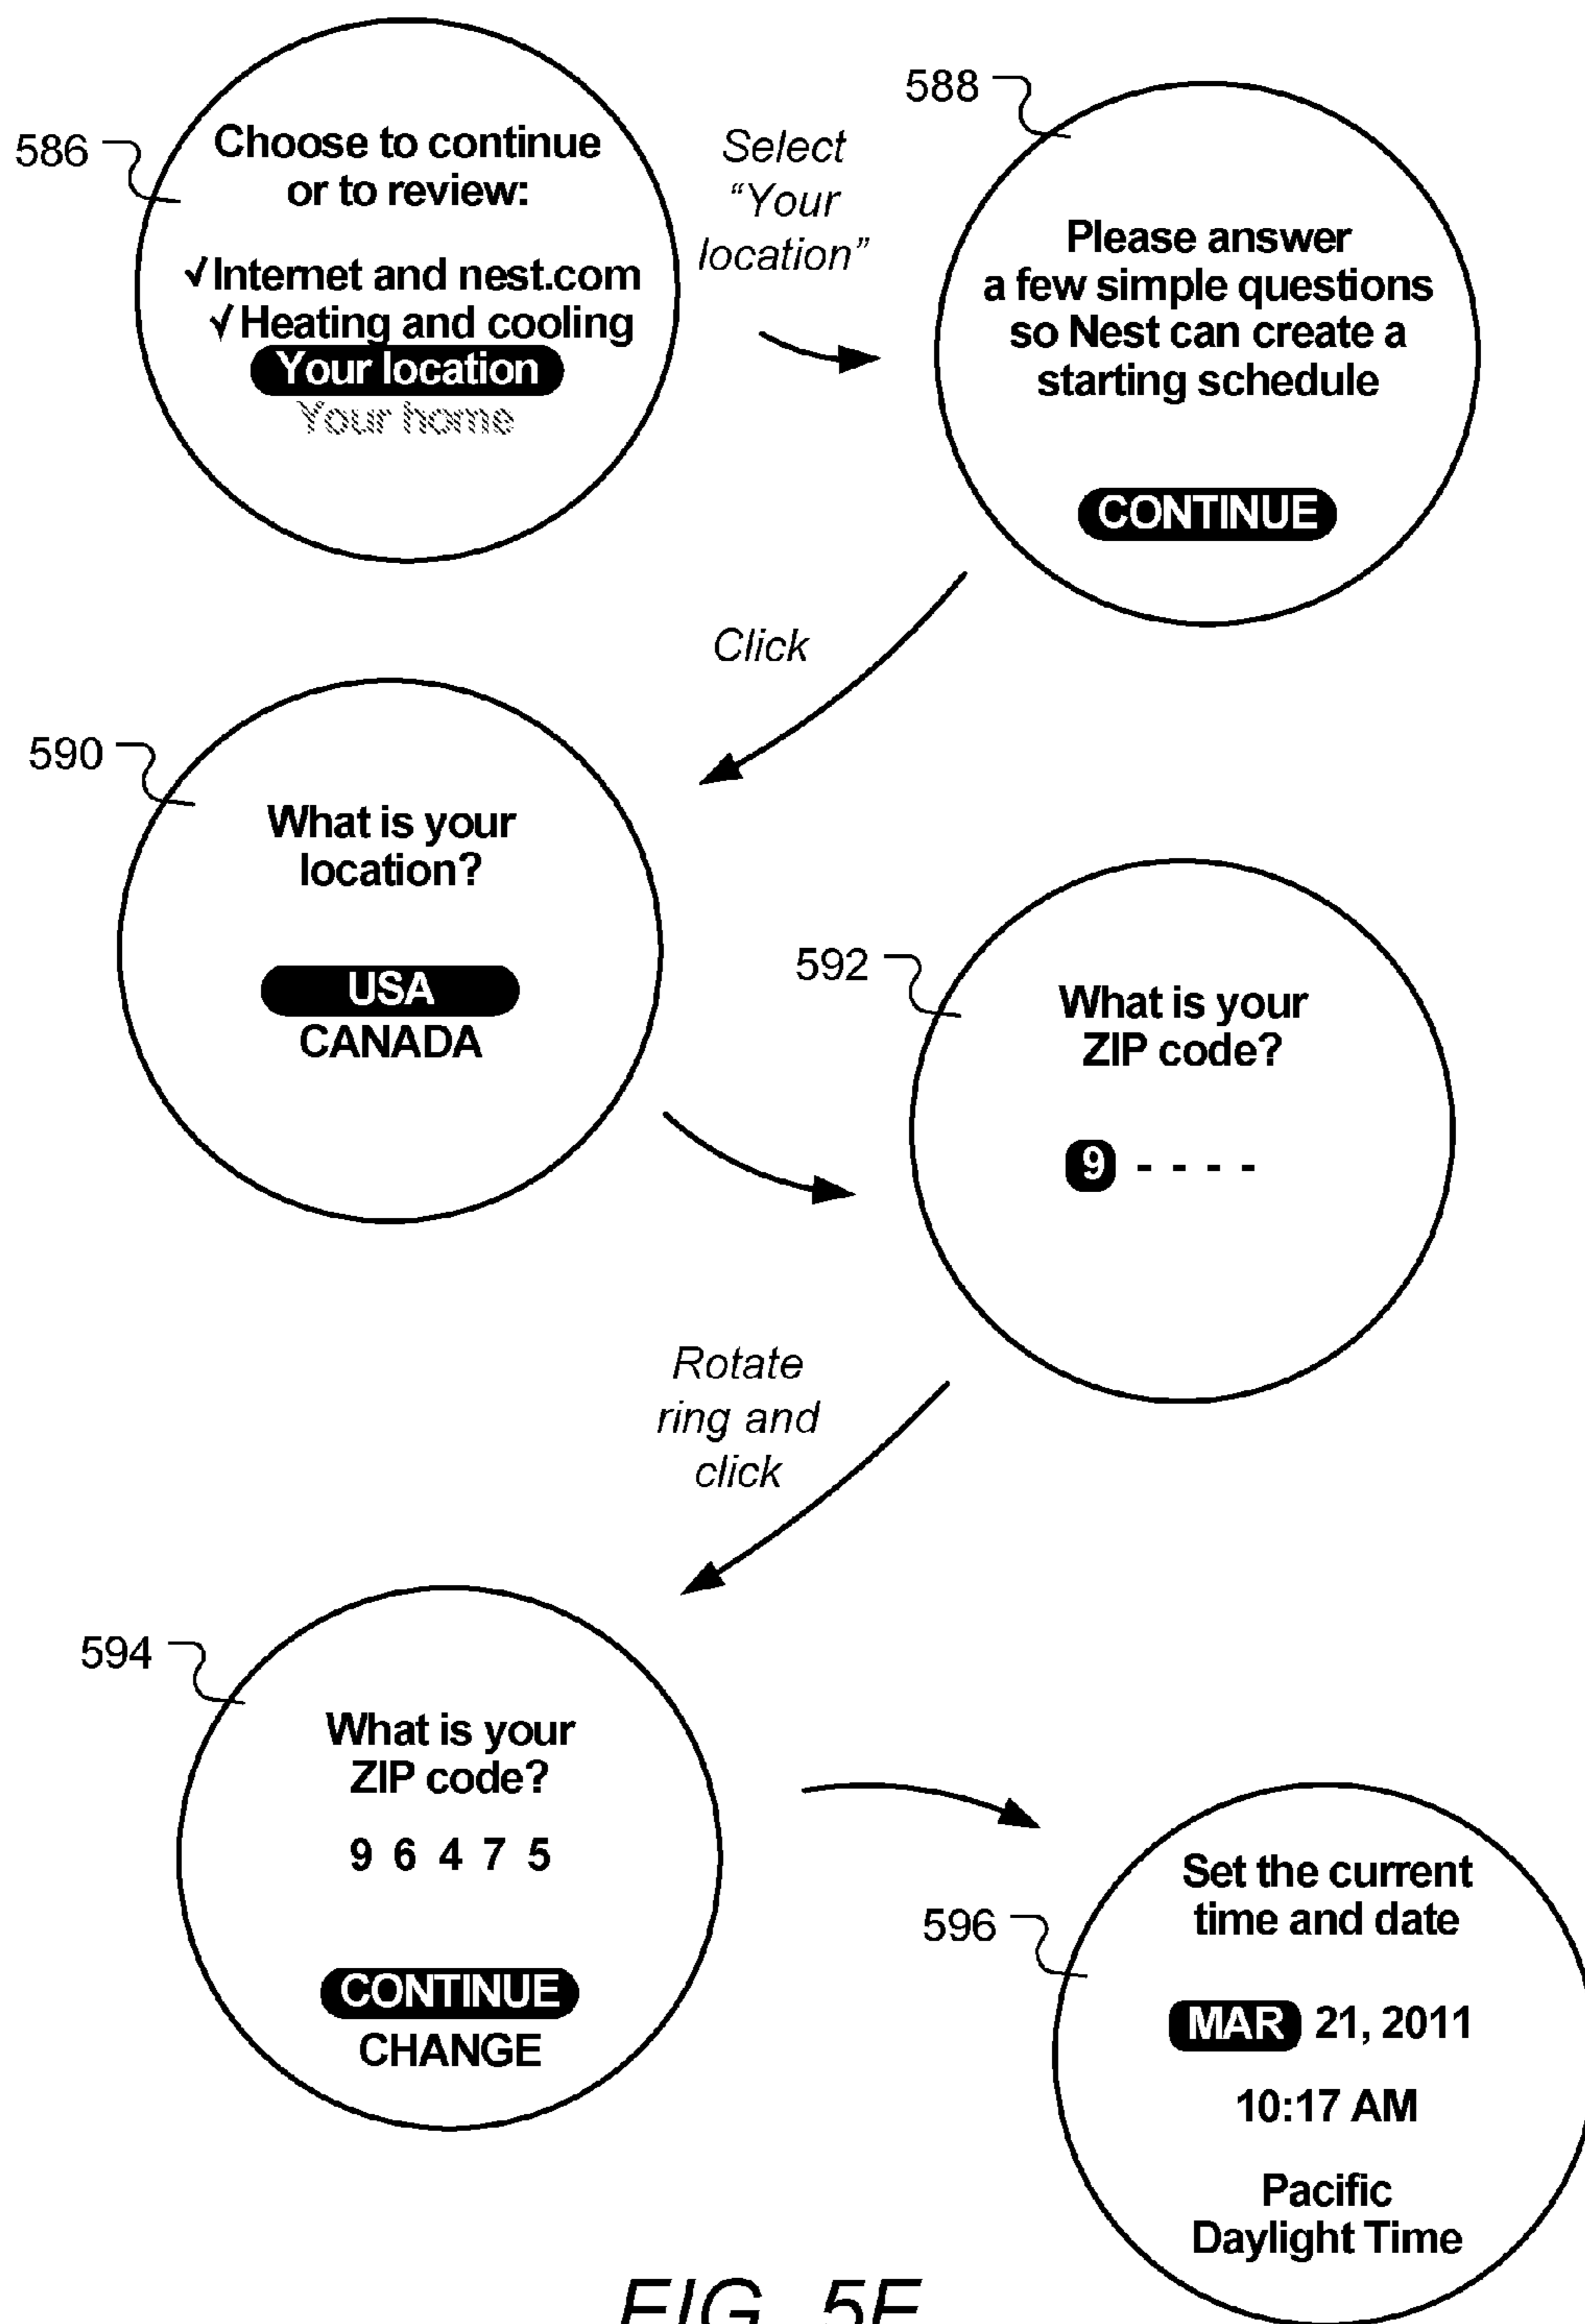 586
Choose to continue
or to review:
√ Internet and nest.com
√ Heating and cooling
Your location
Your home
Select
“Your
location”
588
Please answer
a few simple questions
so Nest can create a
starting schedule
CONTINUE
Click
590
What is your
location?
USA
CANADA
592
What is your
ZIP code?
9 - - - -
Rotate
ring and
click
594
What is your
ZIP code?
9 6 4 7 5
CONTINUE
CHANGE
596
Set the current
time and date
MAR 21, 2011
10:17 AM
Pacific
Daylight Time